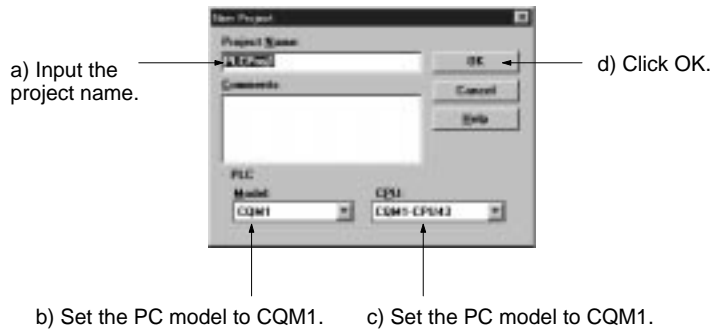 New Project
Project Name:
a) Input the
project name.
OK
d) Click OK.
Comments:
Cancel
Help
PLC
Model:
CPU:
CQM1
CQM1-CPU43
b) Set the PC model to CQM1.
c) Set the PC model to CQM1.